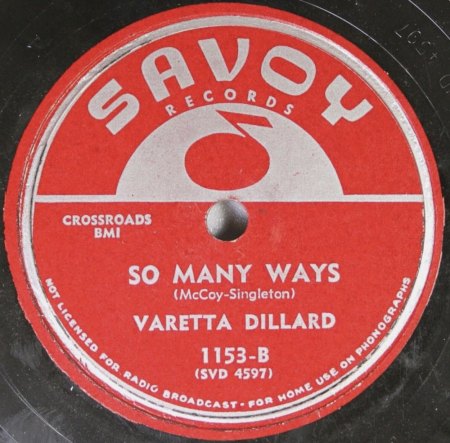 SAVOY
RECORDS
CROSSROADS
BMI
SO MANY WAYS
(McCoy-Singleton)
VARETTA DILLARD
1153-B
(SVD 4597)
NOT LICENSED FOR RADIO BROADCAST - FOR HOME USE ON PHONOGRAPHS